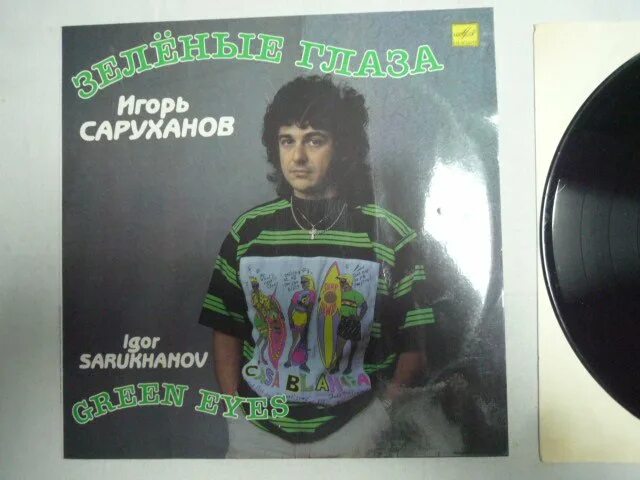 ЗЕЛЁНЫЕ ГЛАЗА
Игорь
САРУХАНОВ
Igor
SARUKHANOV
GREEN EYES
CASABLANCA